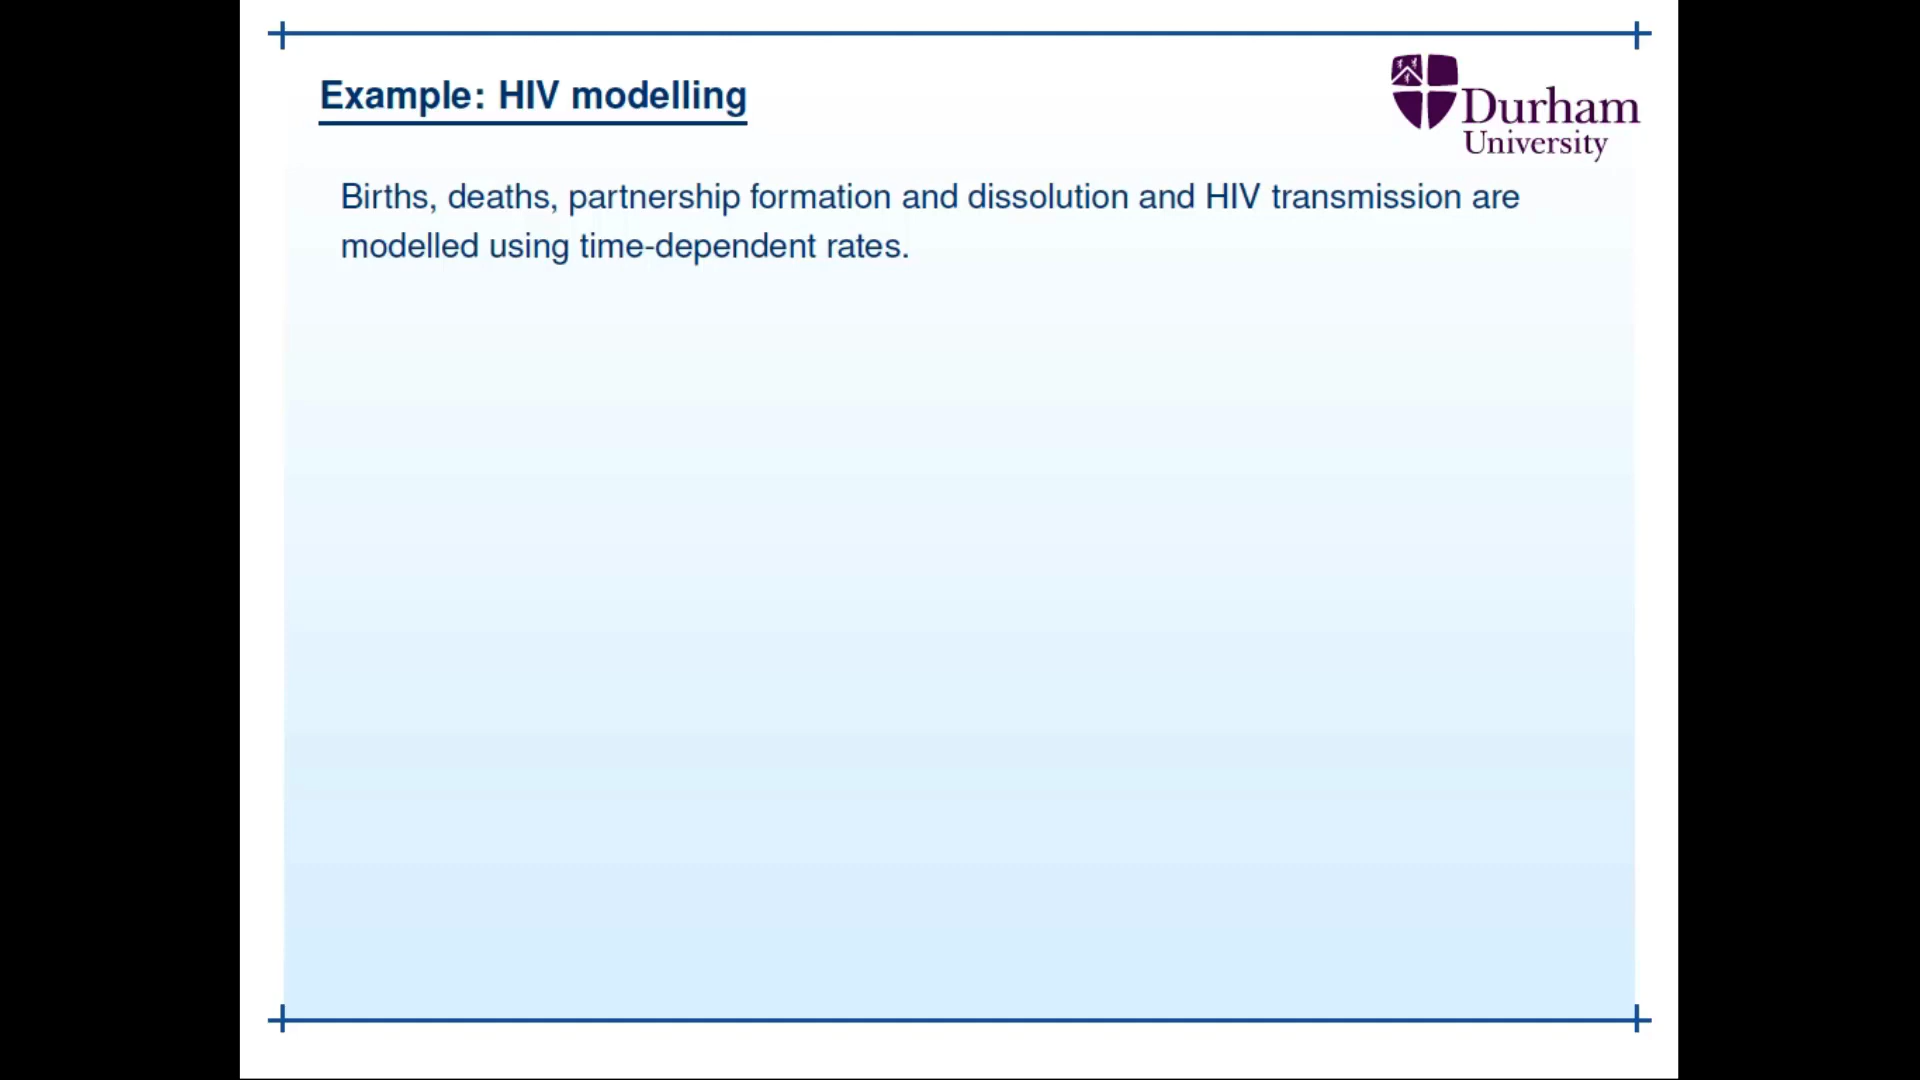 Example: HIV modelling
Durham
University
Births, deaths, partnership formation and dissolution and HIV transmission are
modelled using time-dependent rates.